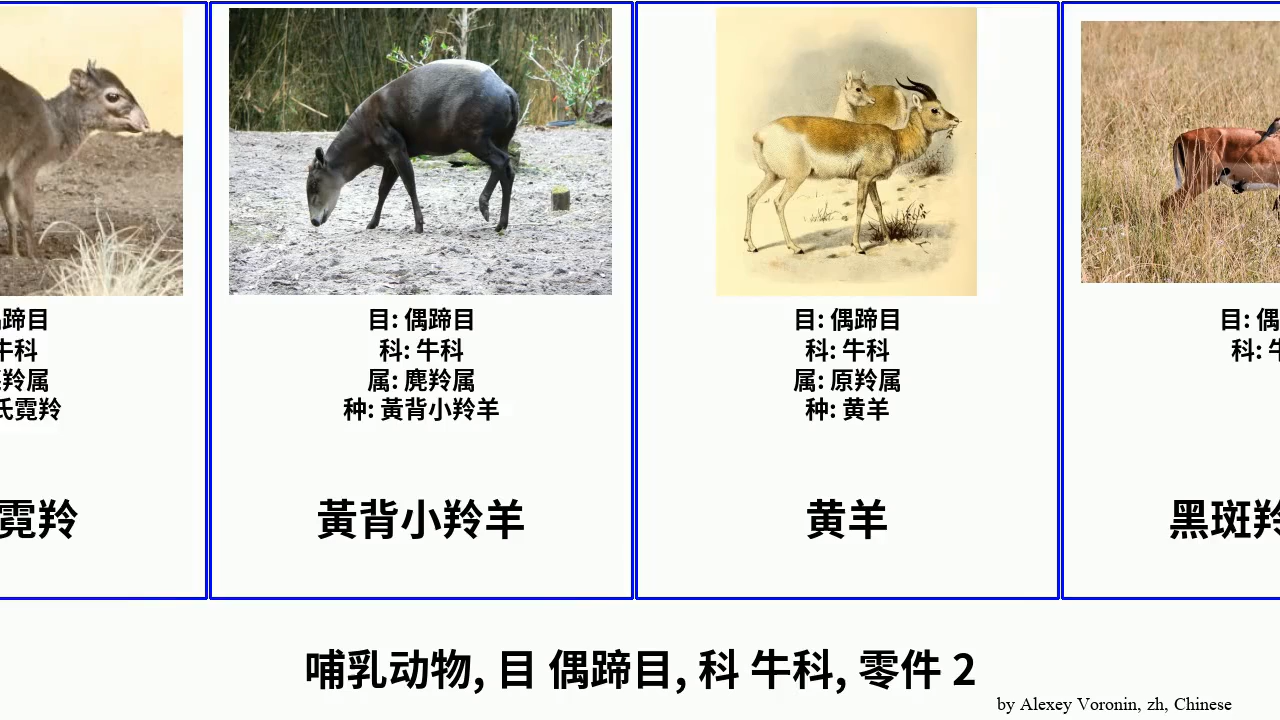 蹄目
牛科
羚属
氏霓羚
霓羚
目: 偶蹄目
科: 牛科
属: 麂羚属
种: 黃背小羚羊
黃背小羚羊
目: 偶蹄目
科: 牛科
属: 原羚属
种: 黄羊
黄羊
目: 偶
科: 牛
黑斑羚
哺乳动物, 目 偶蹄目, 科 牛科, 零件 2
by Alexey Voronin, zh, Chinese